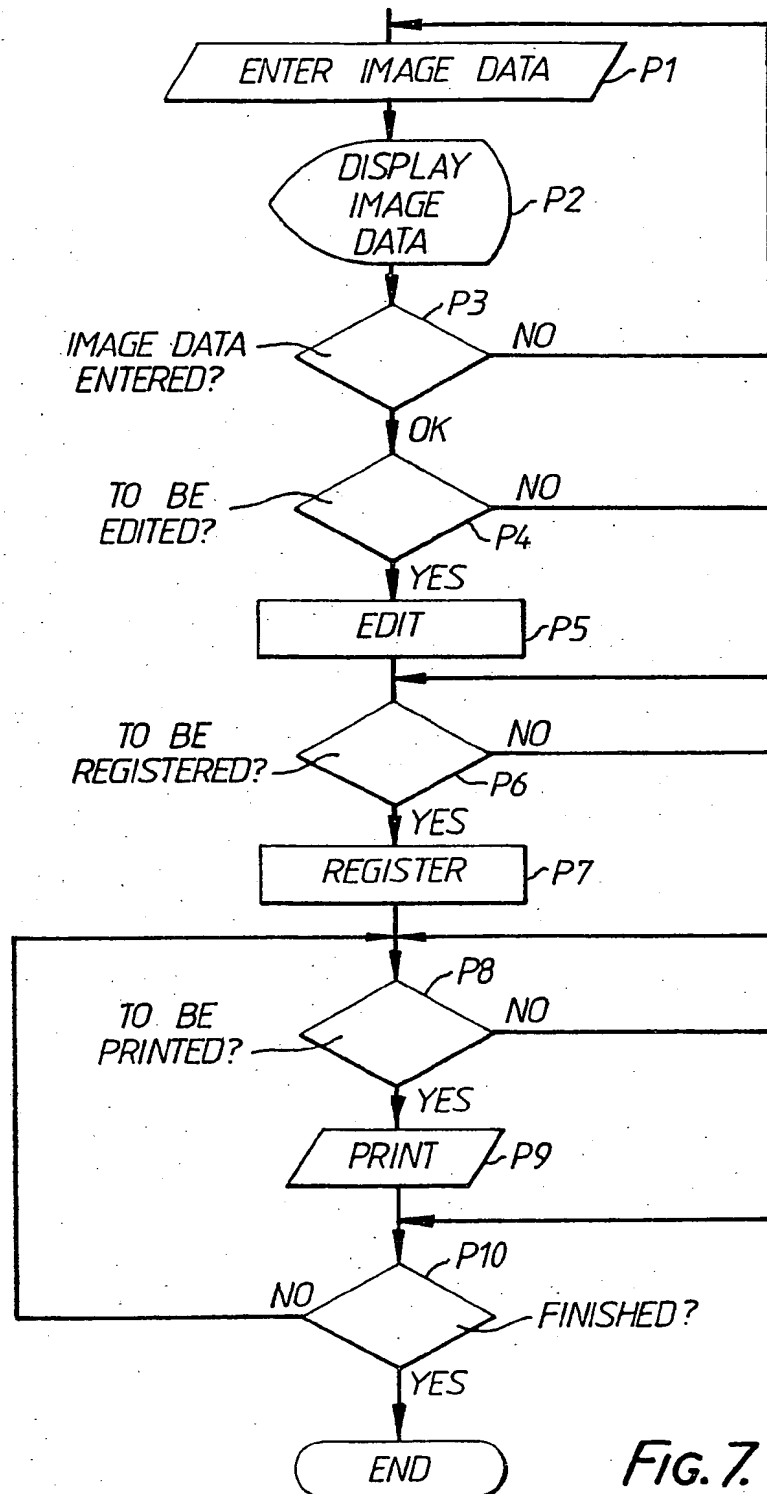 ENTER IMAGE DATA
P1
DISPLAY
IMAGE
DATA
P2
P3
IMAGE DATA
ENTERED?
NO
OK
TO BE
EDITED?
NO
P4
YES
EDIT
P5
TO BE
REGISTERED?
NO
P6
YES
REGISTER
P7
P8
TO BE
PRINTED?
NO
YES
PRINT
P9
P10
NO
FINISHED?
YES
END
FIG. 7.